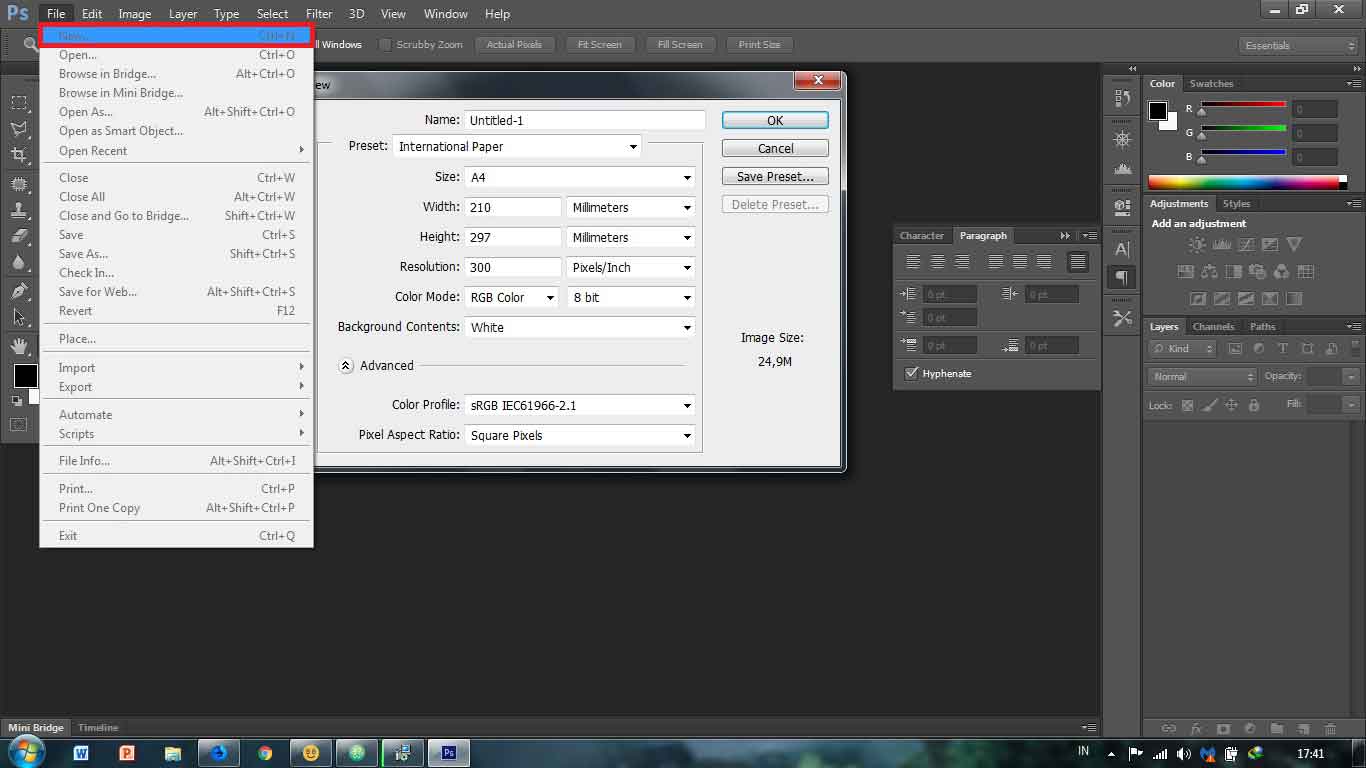 Ps File Edit Image Layer Type Select Filter 3D View Window Help
ll Windows Scrubby Zoom Actual Pixels Fit Screen Fill Screen Print Size Essentials
New... Ctrl+N
Open... Ctrl+O
Browse in Bridge... Alt+Ctrl+O
Browse in Mini Bridge...
Open As... Alt+Shift+Ctrl+O
Open as Smart Object...
Open Recent
Close Ctrl+W
Close All Alt+Ctrl+W
Close and Go to Bridge... Shift+Ctrl+W
Save Ctrl+S
Save As... Shift+Ctrl+S
Check In...
Save for Web... Alt+Shift+Ctrl+S
Revert F12
Place...
Import
Export
Automate
Scripts
File Info... Alt+Shift+Ctrl+I
Print... Ctrl+P
Print One Copy Alt+Shift+Ctrl+P
Exit Ctrl+Q
ew
Name: Untitled-1
Preset: International Paper
Size: A4
Width: 210 Millimeters
Height: 297 Millimeters
Resolution: 300 Pixels/Inch
Color Mode: RGB Color 8 bit
Background Contents: White
Advanced
Color Profile: sRGB IEC61966-2.1
Pixel Aspect Ratio: Square Pixels
OK
Cancel
Save Preset...
Delete Preset...
Image Size:
24,9M
Character Paragraph
0 pt 0 pt
0 pt
0 pt 0 pt
Hyphenate
Color Swatches
R 0
G 0
B 0
Adjustments Styles
Add an adjustment
Layers Channels Paths
Kind
Normal Opacity:
Lock: Fill:
Mini Bridge Timeline
IN 17:41